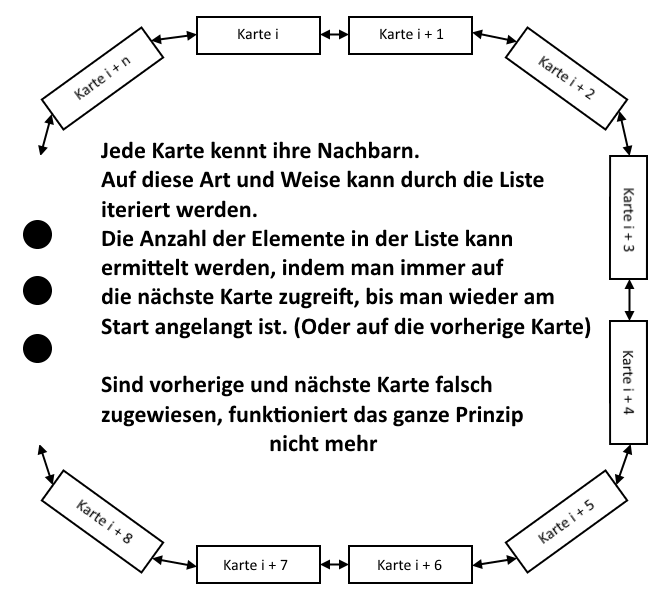 Karte i
Karte i + 1
Karte i + 2
Karte i + 3
Karte i + 4
Karte i + 5
Karte i + 6
Karte i + 7
Karte i + 8
Karte i + n
Jede Karte kennt ihre Nachbarn.
Auf diese Art und Weise kann durch die Liste
iteriert werden.
Die Anzahl der Elemente in der Liste kann
ermittelt werden, indem man immer auf
die nächste Karte zugreift, bis man wieder am
Start angelangt ist. (Oder auf die vorherige Karte)
Sind vorherige und nächste Karte falsch
zugewiesen, funktioniert das ganze Prinzip
nicht mehr